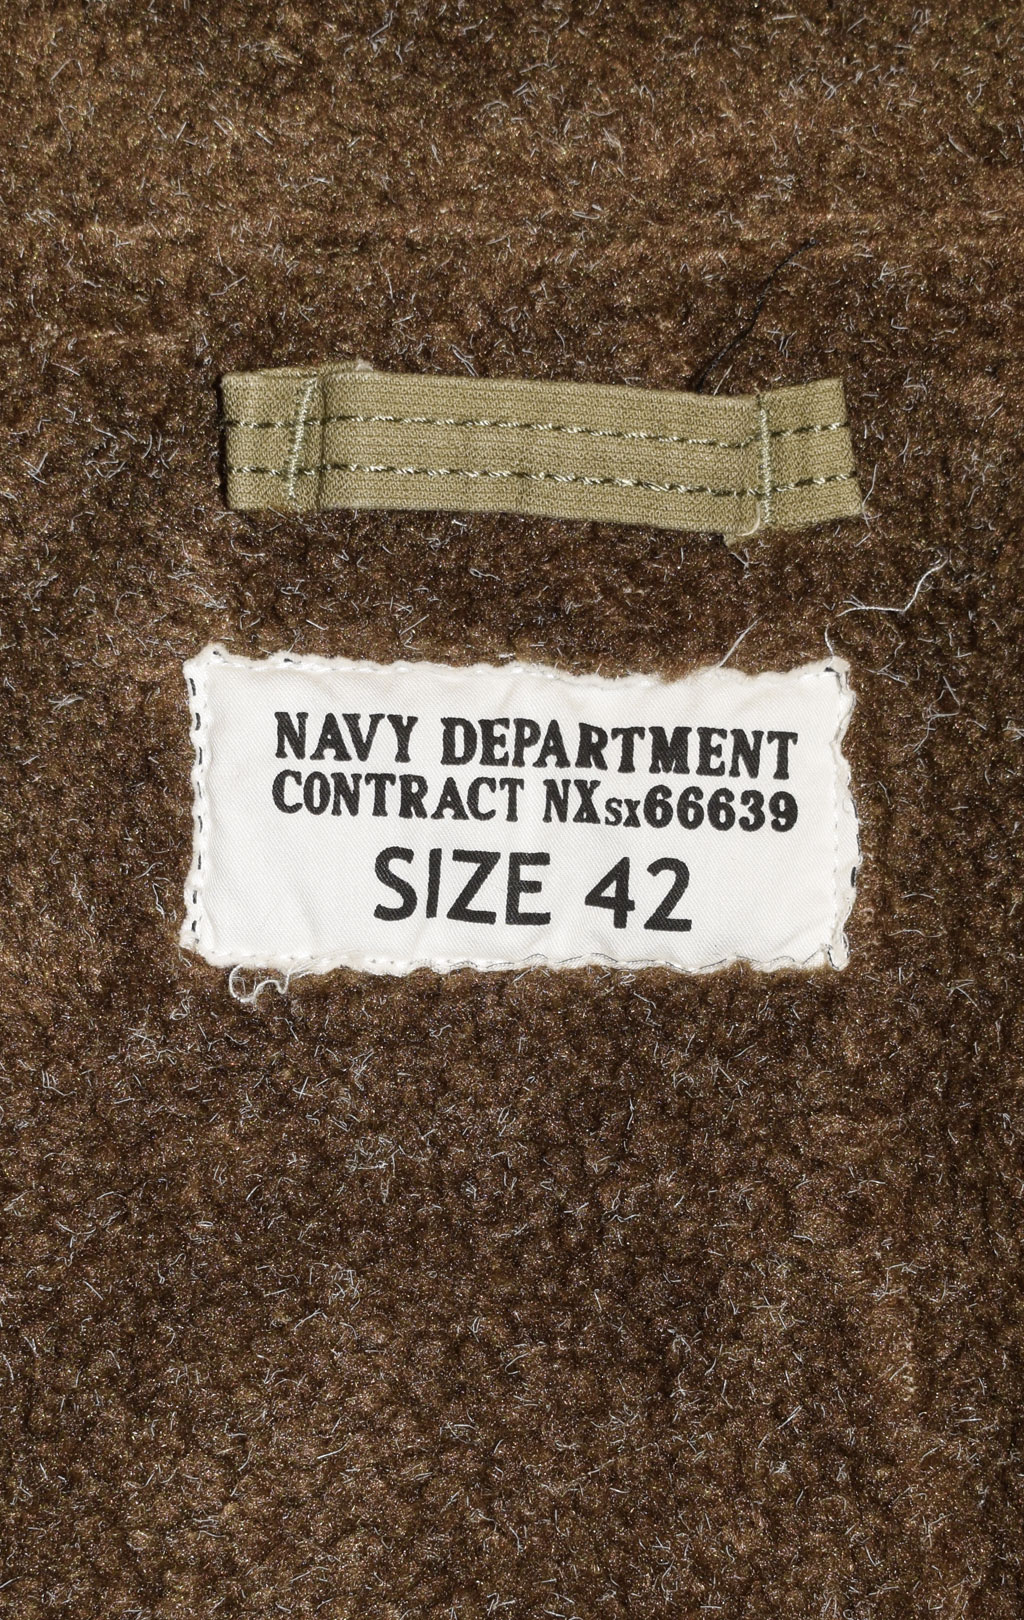 NAVY DEPARTMENT
CONTRACT NXsx66639
SIZE 42